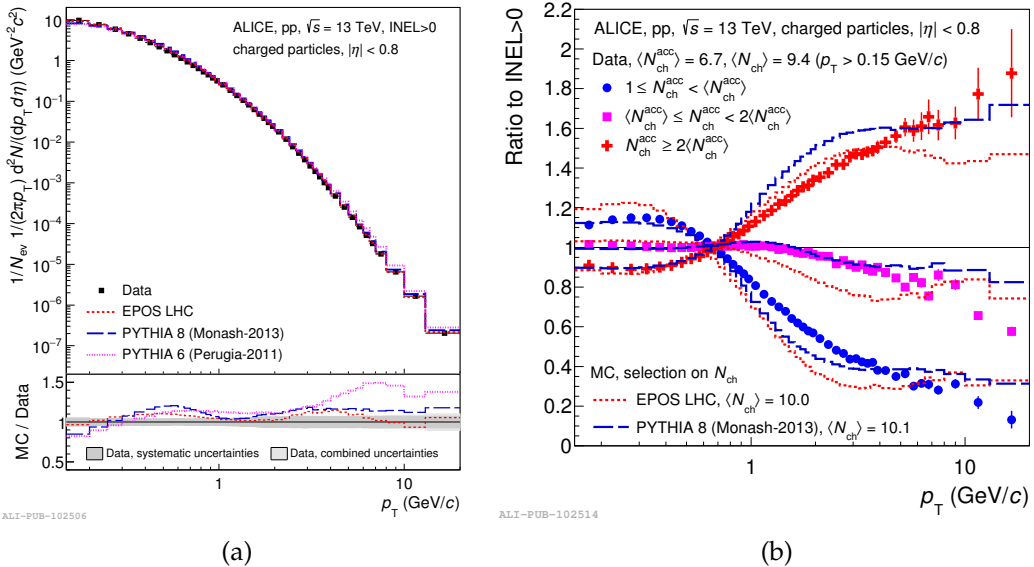 ALICE, pp, √s = 13 TeV, INEL>0
charged particles, |η| < 0.8
1/N_ev 1/(2πp_T) d²N/(dp_T dη) (GeV⁻²c²)
10
1
10⁻¹
10⁻²
10⁻³
10⁻⁴
10⁻⁵
10⁻⁶
10⁻⁷
Data
EPOS LHC
PYTHIA 8 (Monash-2013)
PYTHIA 6 (Perugia-2011)
MC / Data
1.5
1
0.5
Data, systematic uncertainties
Data, combined uncertainties
1
10
p_T (GeV/c)
ALI-PUB-102506
(a)
Ratio to INEL>0
2.2
2
1.8
1.6
1.4
1.2
1
0.8
0.6
0.4
0.2
0
ALICE, pp, √s = 13 TeV, charged particles, |η| < 0.8
Data, ⟨N_ch^acc⟩ = 6.7, ⟨N_ch⟩ = 9.4 (p_T > 0.15 GeV/c)
1 ≤ N_ch^acc < ⟨N_ch^acc⟩
⟨N_ch^acc⟩ ≤ N_ch^acc < 2⟨N_ch^acc⟩
N_ch^acc ≥ 2⟨N_ch^acc⟩
MC, selection on N_ch
EPOS LHC, ⟨N_ch⟩ = 10.0
PYTHIA 8 (Monash-2013), ⟨N_ch⟩ = 10.1
1
10
p_T (GeV/c)
ALI-PUB-102514
(b)